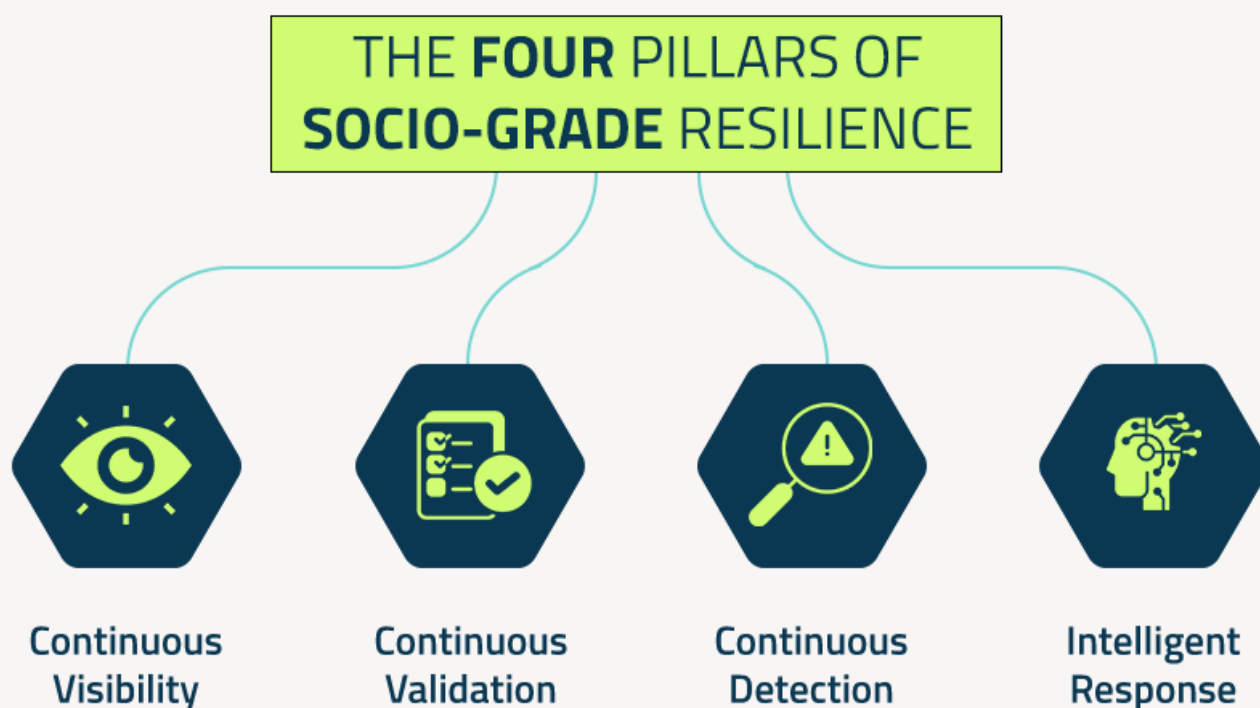 THE FOUR PILLARS OF
SOCIO-GRADE RESILIENCE
Continuous
Visibility
Continuous
Validation
Continuous
Detection
Intelligent
Response